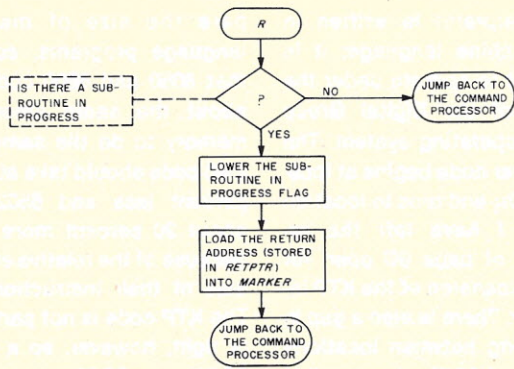 R
IS THERE A SUB-
ROUTINE IN
PROGRESS
?
NO
JUMP BACK TO
THE COMMAND
PROCESSOR
YES
LOWER THE SUB-
ROUTINE IN
PROGRESS FLAG
LOAD THE RETURN
ADDRESS (STORED
IN RETPTR)
INTO MARKER
JUMP BACK TO
THE COMMAND
PROCESSOR